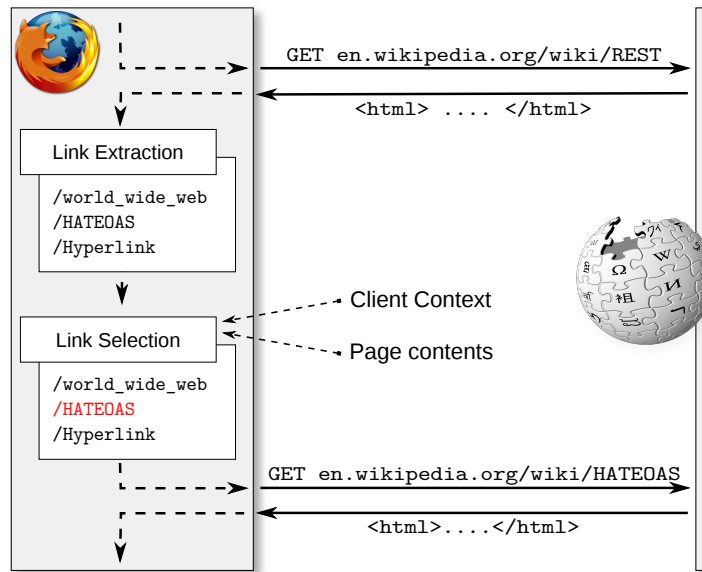 GET en.wikipedia.org/wiki/REST
<html> .... </html>
Link Extraction
/world_wide_web
/HATEOAS
/Hyperlink
Client Context
Link Selection
Page contents
/world_wide_web
/HATEOAS
/Hyperlink
GET en.wikipedia.org/wiki/HATEOAS
<html>....</html>
Ω
W
祖
И